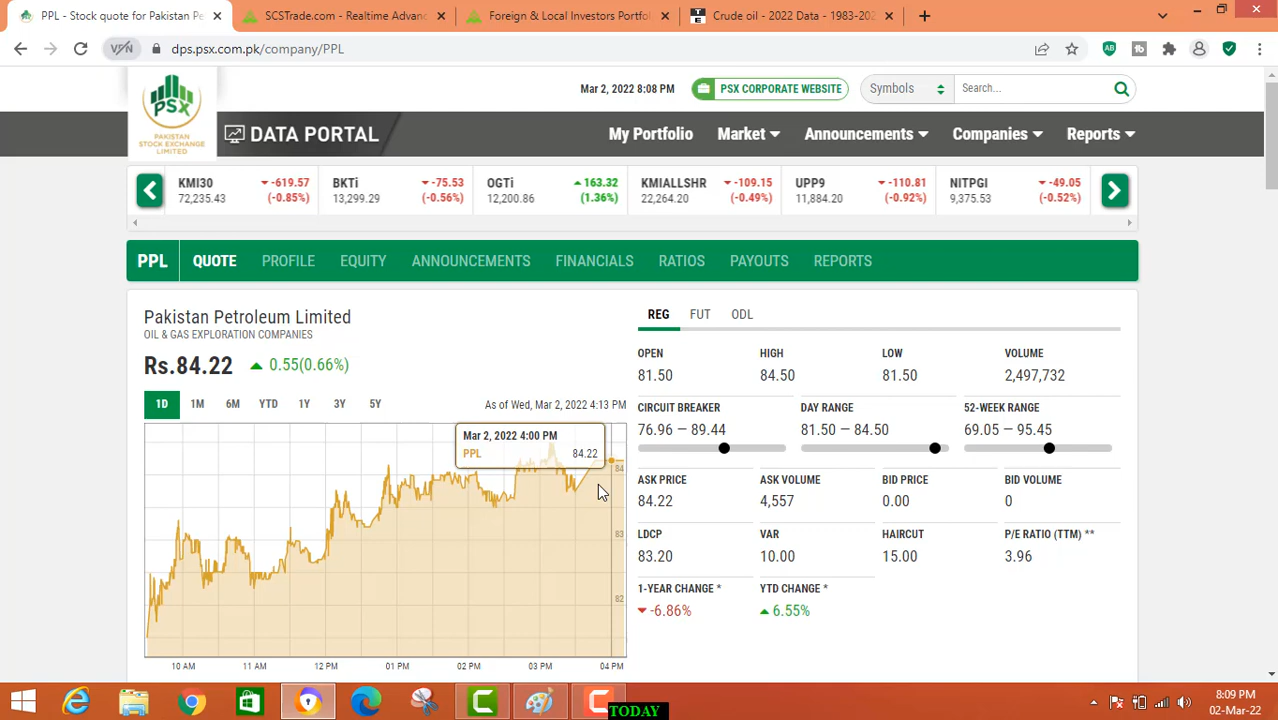 PPL - Stock quote for Pakistan Pe
SCSTrade.com - Realtime Advanc
Foreign & Local Investors Portfol
Crude oil - 2022 Data - 1983-202
VPN
dps.psx.com.pk/company/PPL
Mar 2, 2022 8:08 PM
PSX CORPORATE WEBSITE
Symbols
Search...
PSX
PAKISTAN
STOCK EXCHANGE
LIMITED
DATA PORTAL
My Portfolio
Market
Announcements
Companies
Reports
KMI30 -619.57
72,235.43 (-0.85%)
BKTi -75.53
13,299.29 (-0.56%)
OGTi 163.32
12,200.86 (1.36%)
KMIALLSHR -109.15
22,264.20 (-0.49%)
UPP9 -110.81
11,884.20 (-0.92%)
NITPGI -49.05
9,375.53 (-0.52%)
PPL QUOTE PROFILE EQUITY ANNOUNCEMENTS FINANCIALS RATIOS PAYOUTS REPORTS
Pakistan Petroleum Limited
OIL & GAS EXPLORATION COMPANIES
Rs.84.22 0.55(0.66%)
1D 1M 6M YTD 1Y 3Y 5Y
As of Wed, Mar 2, 2022 4:13 PM
Mar 2, 2022 4:00 PM
PPL 84.22
84
83
82
10 AM 11 AM 12 PM 01 PM 02 PM 03 PM 04 PM
REG FUT ODL
OPEN HIGH LOW VOLUME
81.50 84.50 81.50 2,497,732
CIRCUIT BREAKER DAY RANGE 52-WEEK RANGE
76.96 — 89.44 81.50 — 84.50 69.05 — 95.45
ASK PRICE ASK VOLUME BID PRICE BID VOLUME
84.22 4,557 0.00 0
LDCP VAR HAIRCUT P/E RATIO (TTM) **
83.20 10.00 15.00 3.96
1-YEAR CHANGE * YTD CHANGE *
-6.86% 6.55%
TODAY
8:09 PM
02-Mar-22